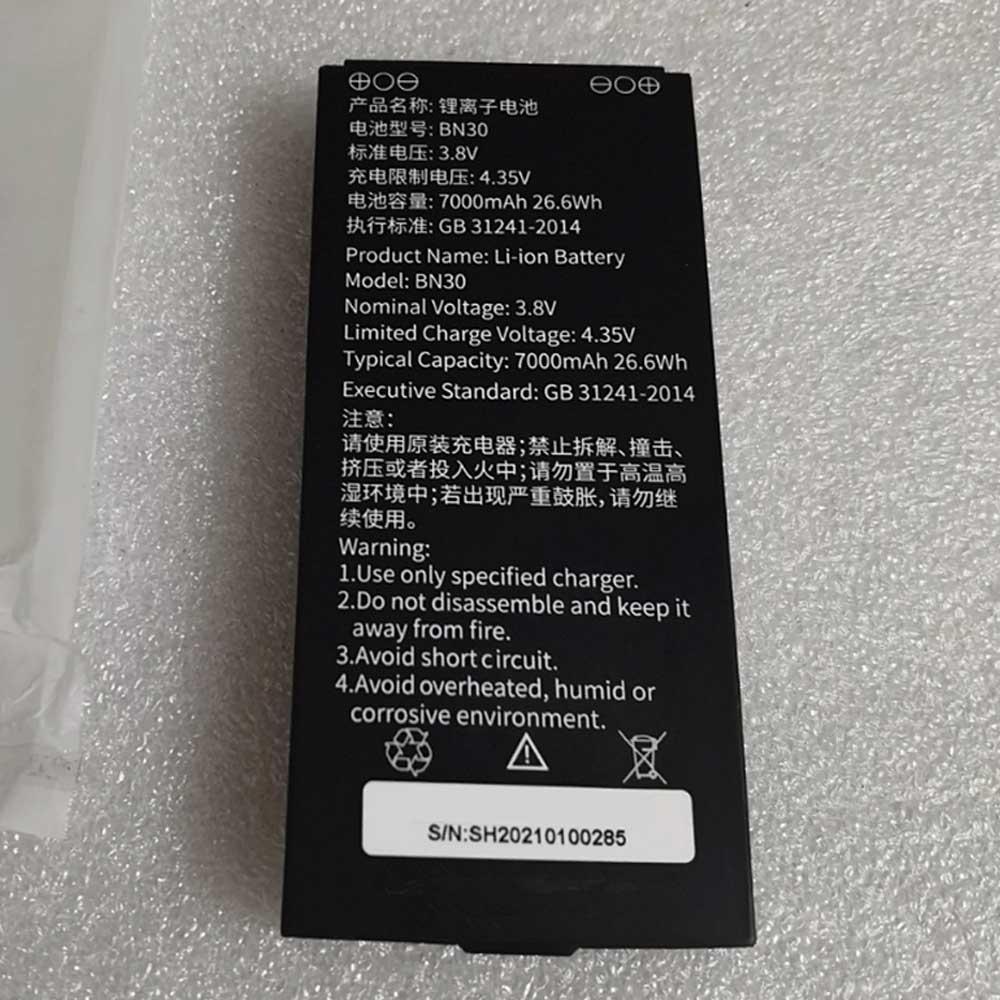 ⊕○⊖ ⊖○⊕
产品名称: 锂离子电池
电池型号: BN30
标准电压: 3.8V
充电限制电压: 4.35V
电池容量: 7000mAh 26.6Wh
执行标准: GB 31241-2014
Product Name: Li-ion Battery
Model: BN30
Nominal Voltage: 3.8V
Limited Charge Voltage: 4.35V
Typical Capacity: 7000mAh 26.6Wh
Executive Standard: GB 31241-2014
注意：
请使用原装充电器;禁止拆解、撞击、
挤压或者投入火中;请勿置于高温高
湿环境中;若出现严重鼓胀, 请勿继
续使用。
Warning:
1.Use only specified charger.
2.Do not disassemble and keep it
away from fire.
3.Avoid short circuit.
4.Avoid overheated, humid or
corrosive environment.
S/N:SH20210100285